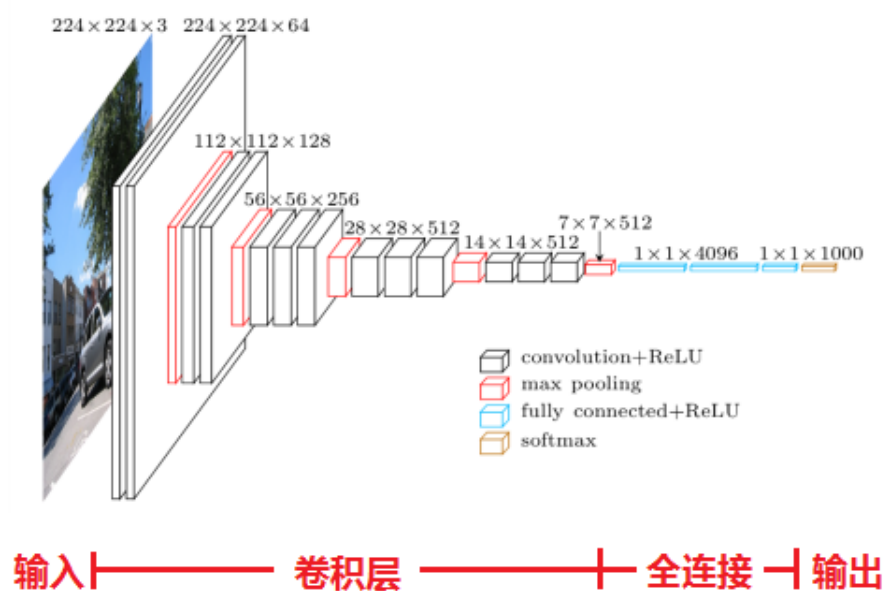 224×224×3
224×224×64
112×112×128
56×56×256
28×28×512
14×14×512
7×7×512
1×1×4096
1×1×1000
convolution+ReLU
max pooling
fully connected+ReLU
softmax
输入
卷积层
全连接
输出